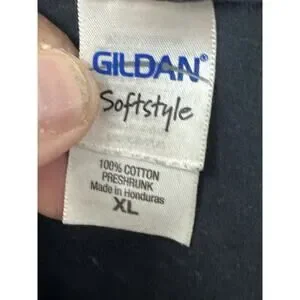 GILDAN®
Softstyle
100% COTTON
PRESHRUNK
Made in Honduras
XL